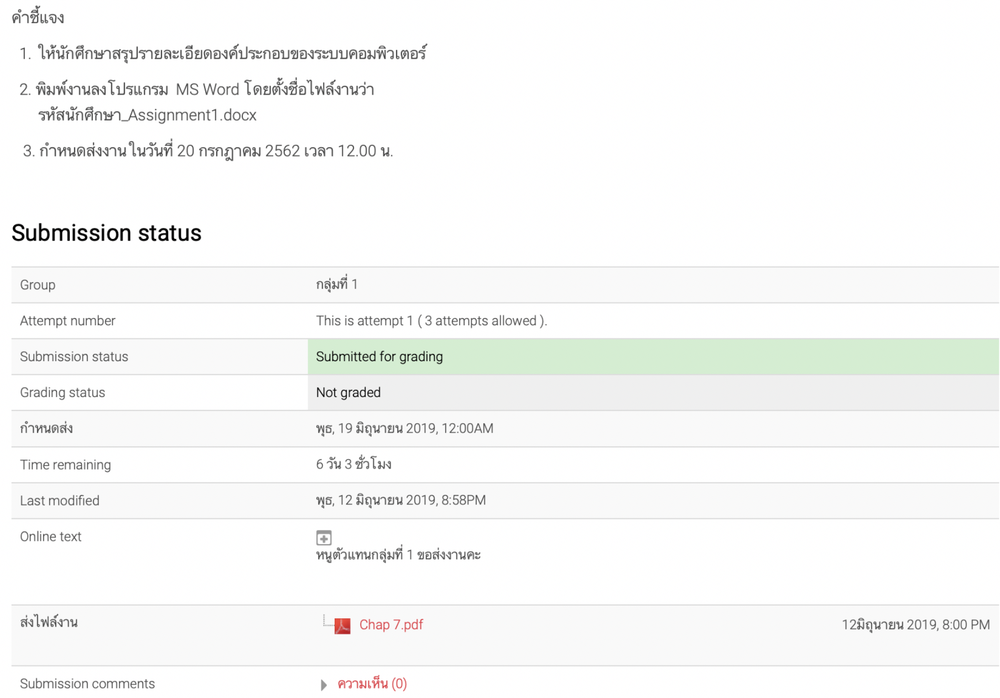 คำชี้แจง
1. ให้นักศึกษาสรุปรายละเอียดองค์ประกอบของระบบคอมพิวเตอร์
2. พิมพ์งานลงโปรแกรม MS Word โดยตั้งชื่อไฟล์งานว่า
รหัสนักศึกษา_Assignment1.docx
3. กำหนดส่งงาน ในวันที่ 20 กรกฎาคม 2562 เวลา 12.00 น.
Submission status
Group กลุ่มที่ 1
Attempt number This is attempt 1 ( 3 attempts allowed ).
Submission status Submitted for grading
Grading status Not graded
กำหนดส่ง พุธ, 19 มิถุนายน 2019, 12:00AM
Time remaining 6 วัน 3 ชั่วโมง
Last modified พุธ, 12 มิถุนายน 2019, 8:58PM
Online text
หนูตัวแทนกลุ่มที่ 1 ขอส่งงานคะ
ส่งไฟล์งาน Chap 7.pdf 12มิถุนายน 2019, 8:00 PM
Submission comments ความเห็น (0)